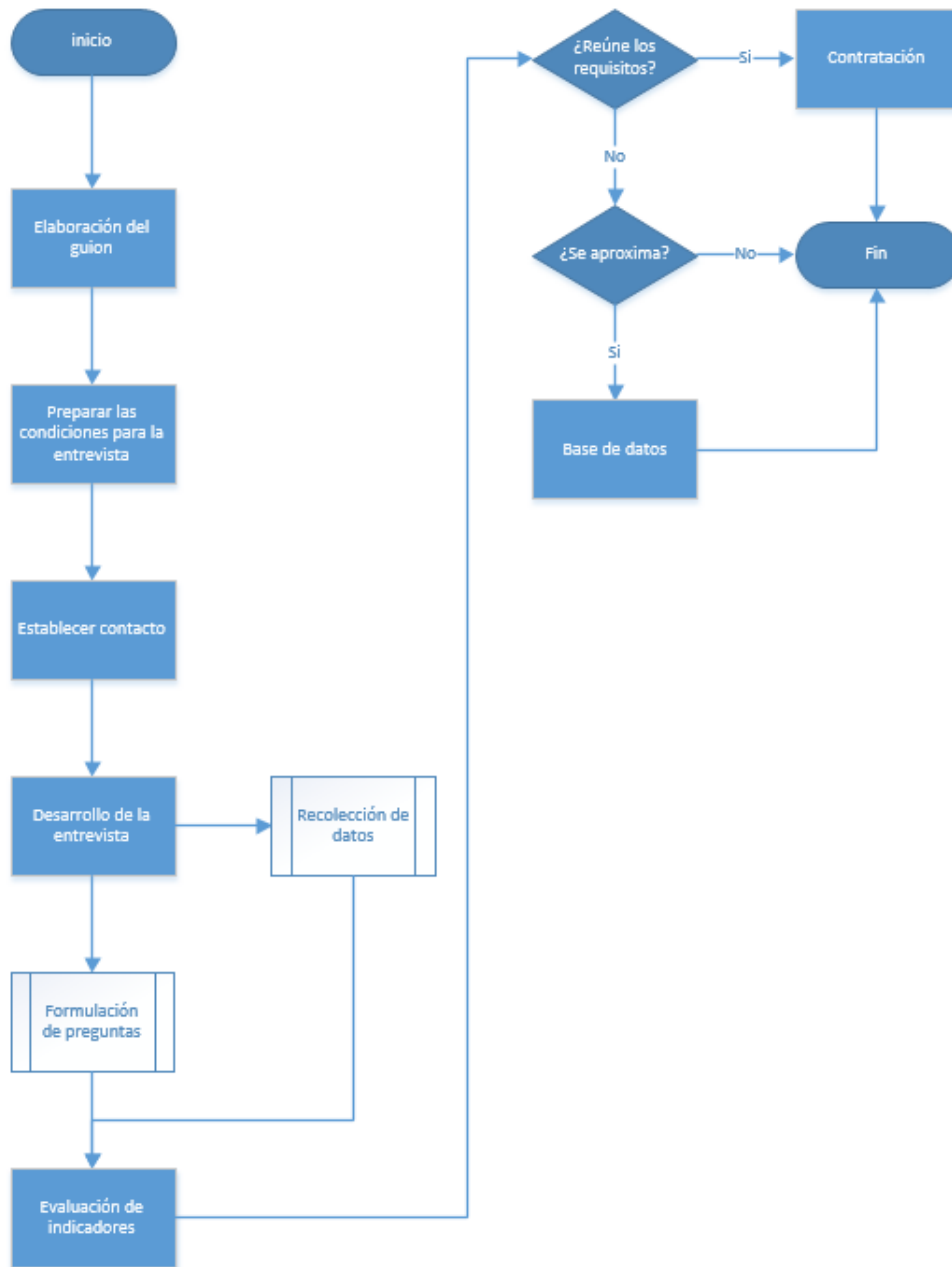 inicio
Elaboración del
guion
Preparar las
condiciones para la
entrevista
Establecer contacto
Desarrollo de la
entrevista
Recolección de
datos
Formulación
de preguntas
Evaluación de
indicadores
¿Reúne los
requisitos?
Si
Contratación
No
¿Se aproxima?
No
Fin
Si
Base de datos